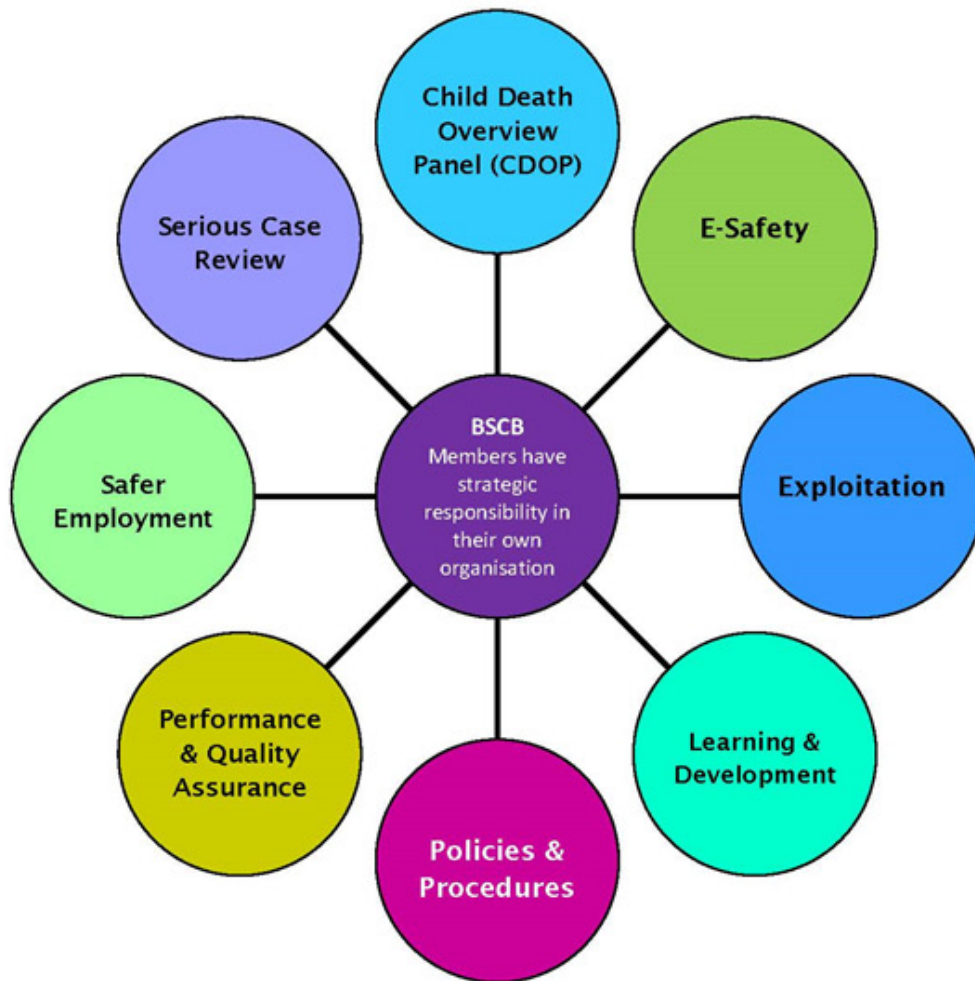 Child Death
Overview
Panel (CDOP)
E-Safety
Exploitation
Learning &
Development
Policies &
Procedures
Performance
& Quality
Assurance
Safer
Employment
Serious Case
Review
BSCB
Members have
strategic
responsibility in
their own
organisation